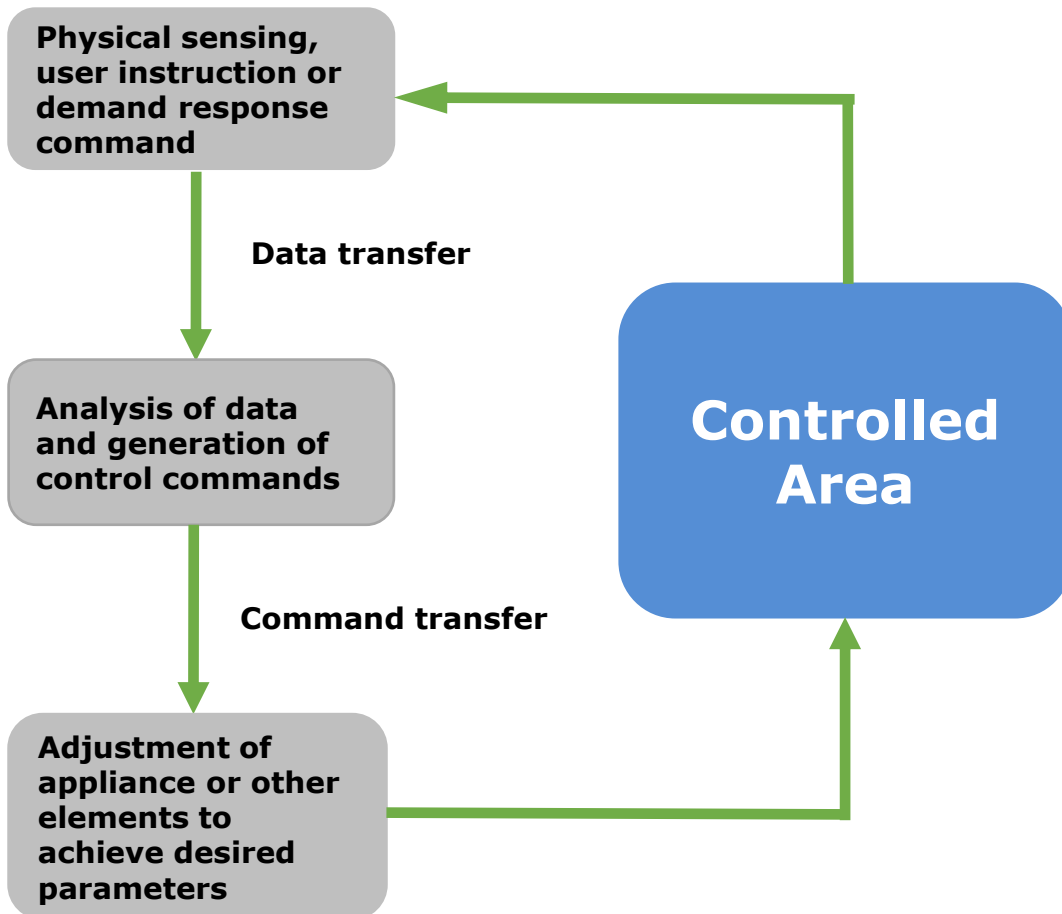 Physical sensing,
user instruction or
demand response
command
Data transfer
Analysis of data
and generation of
control commands
Controlled
Area
Command transfer
Adjustment of
appliance or other
elements to
achieve desired
parameters